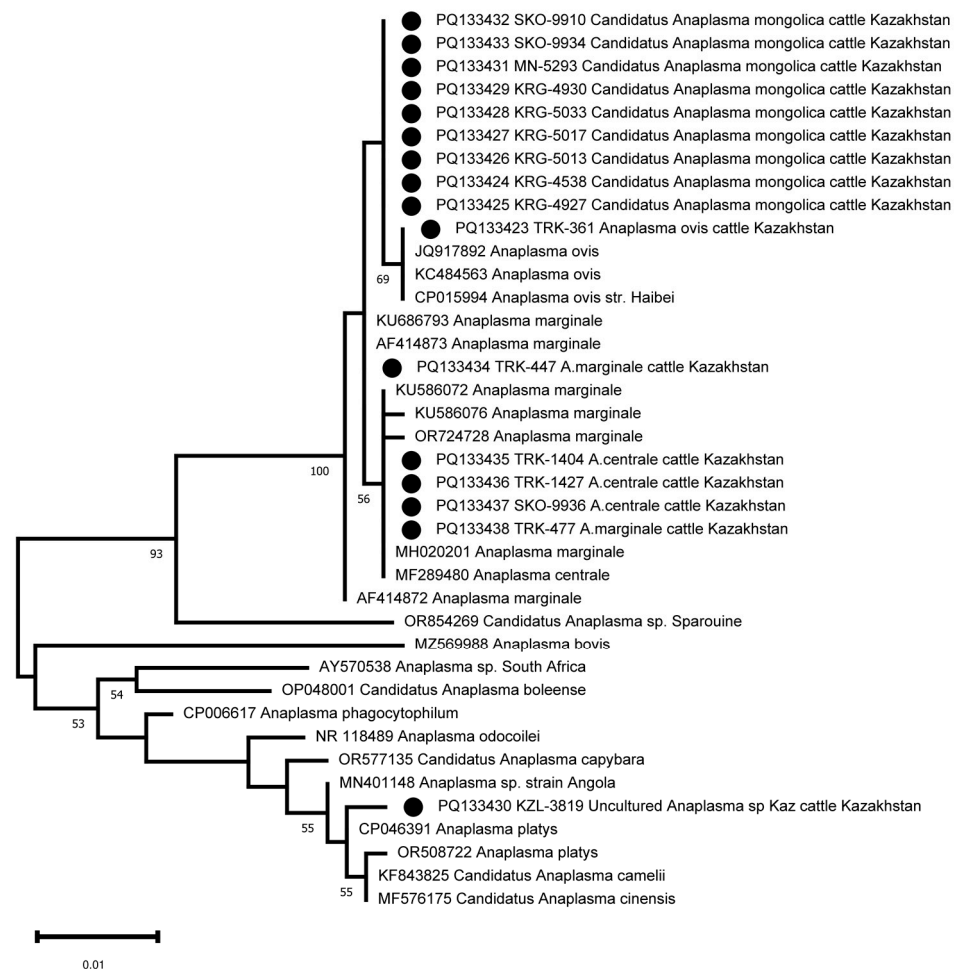 PQ133432 SKO-9910 Candidatus Anaplasma mongolica cattle Kazakhstan
PQ133433 SKO-9934 Candidatus Anaplasma mongolica cattle Kazakhstan
PQ133431 MN-5293 Candidatus Anaplasma mongolica cattle Kazakhstan
PQ133429 KRG-4930 Candidatus Anaplasma mongolica cattle Kazakhstan
PQ133428 KRG-5033 Candidatus Anaplasma mongolica cattle Kazakhstan
PQ133427 KRG-5017 Candidatus Anaplasma mongolica cattle Kazakhstan
PQ133426 KRG-5013 Candidatus Anaplasma mongolica cattle Kazakhstan
PQ133424 KRG-4538 Candidatus Anaplasma mongolica cattle Kazakhstan
PQ133425 KRG-4927 Candidatus Anaplasma mongolica cattle Kazakhstan
PQ133423 TRK-361 Anaplasma ovis cattle Kazakhstan
JQ917892 Anaplasma ovis
69 KC484563 Anaplasma ovis
CP015994 Anaplasma ovis str. Haibei
KU686793 Anaplasma marginale
AF414873 Anaplasma marginale
PQ133434 TRK-447 A.marginale cattle Kazakhstan
KU586072 Anaplasma marginale
KU586076 Anaplasma marginale
OR724728 Anaplasma marginale
PQ133435 TRK-1404 A.centrale cattle Kazakhstan
100
PQ133436 TRK-1427 A.centrale cattle Kazakhstan
56
PQ133437 SKO-9936 A.centrale cattle Kazakhstan
PQ133438 TRK-477 A.marginale cattle Kazakhstan
93 MH020201 Anaplasma marginale
MF289480 Anaplasma centrale
AF414872 Anaplasma marginale
OR854269 Candidatus Anaplasma sp. Sparouine
MZ569988 Anaplasma bovis
AY570538 Anaplasma sp. South Africa
54 OP048001 Candidatus Anaplasma boleense
CP006617 Anaplasma phagocytophilum
53
NR 118489 Anaplasma odocoilei
OR577135 Candidatus Anaplasma capybara
MN401148 Anaplasma sp. strain Angola
PQ133430 KZL-3819 Uncultured Anaplasma sp Kaz cattle Kazakhstan
55 CP046391 Anaplasma platys
OR508722 Anaplasma platys
KF843825 Candidatus Anaplasma camelii
55 MF576175 Candidatus Anaplasma cinensis
0.01